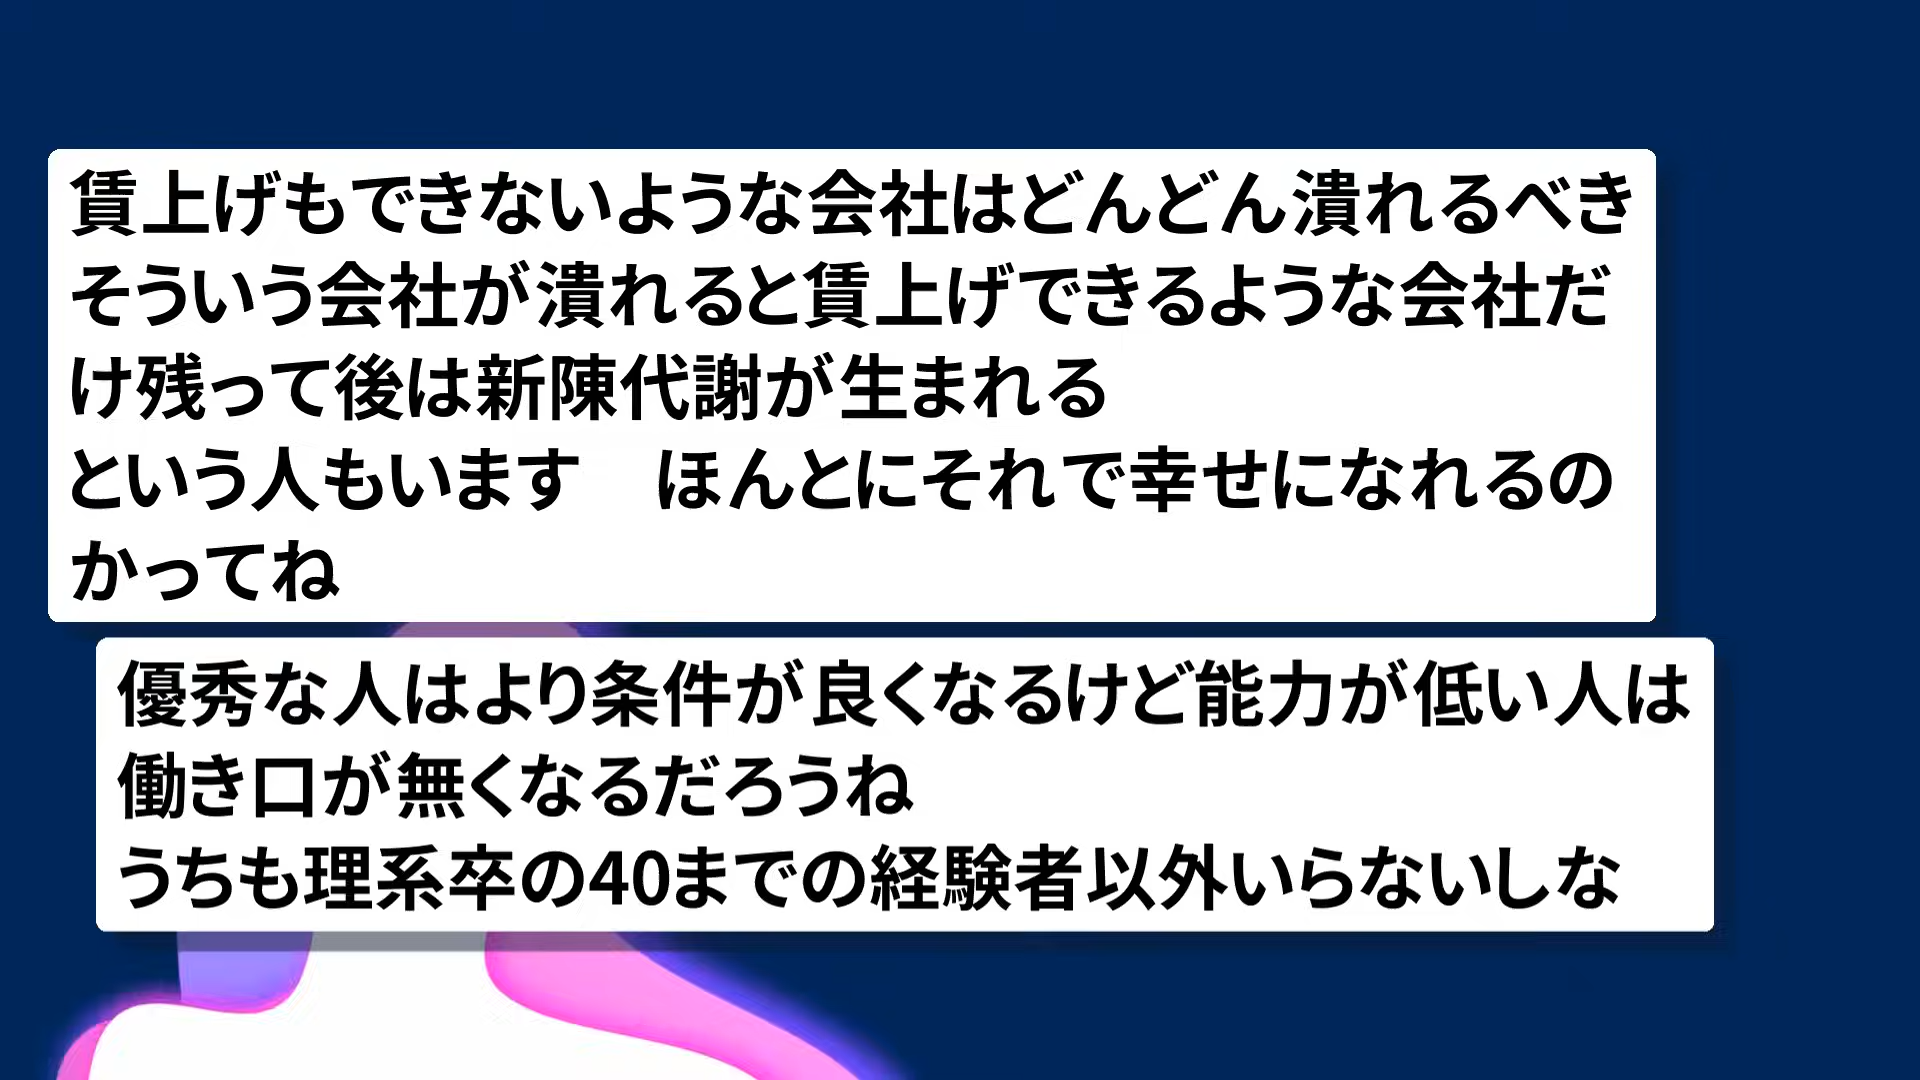 賃上げもできないような会社はどんどん潰れるべき
そういう会社が潰れると賃上げできるような会社だ
け残って後は新陳代謝が生まれる
という人もいます　ほんとにそれで幸せになれるの
かってね
優秀な人はより条件が良くなるけど能力が低い人は
働き口が無くなるだろうね
うちも理系卒の40までの経験者以外いらないしな